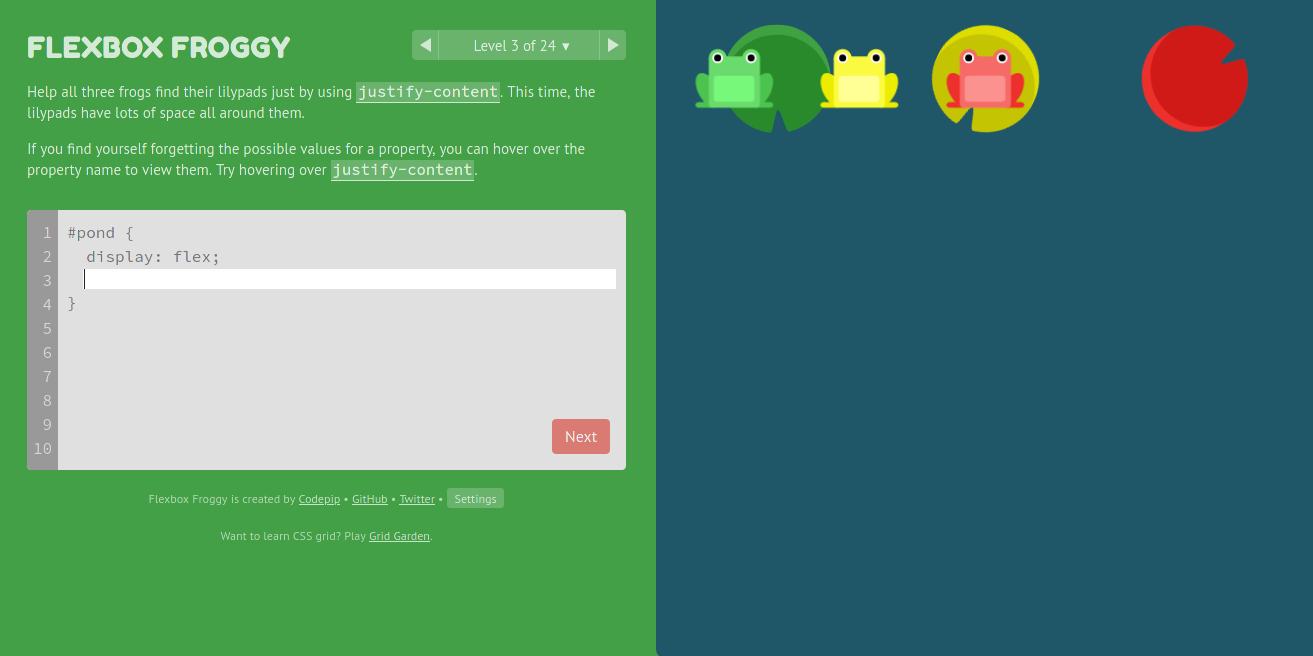 FLEXBOX FROGGY
◀ Level 3 of 24 ▾ ▶
Help all three frogs find their lilypads just by using justify-content. This time, the
lilypads have lots of space all around them.
If you find yourself forgetting the possible values for a property, you can hover over the
property name to view them. Try hovering over justify-content.
1 #pond {
2 display: flex;
3
4 }
5
6
7
8
9
10
Next
Flexbox Froggy is created by Codepip • GitHub • Twitter • Settings
Want to learn CSS grid? Play Grid Garden.